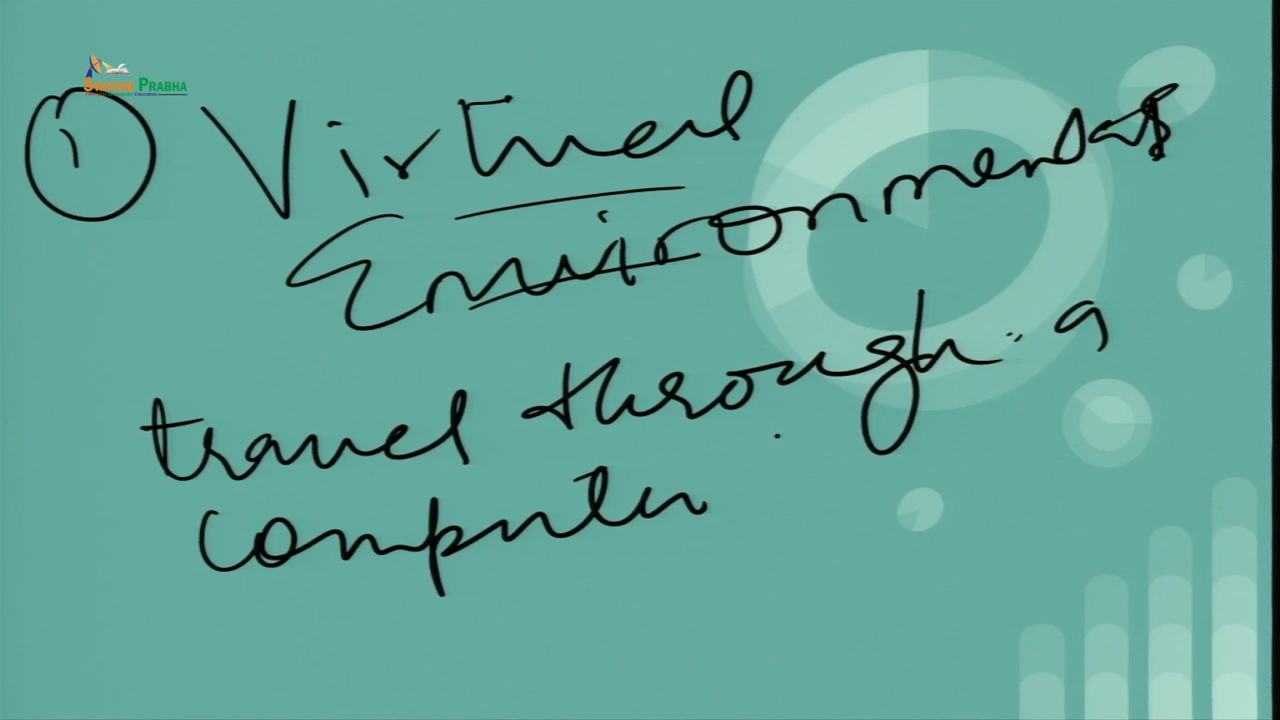 SWAYAM PRABHA
① Virtual
Environments
travel through a
computer